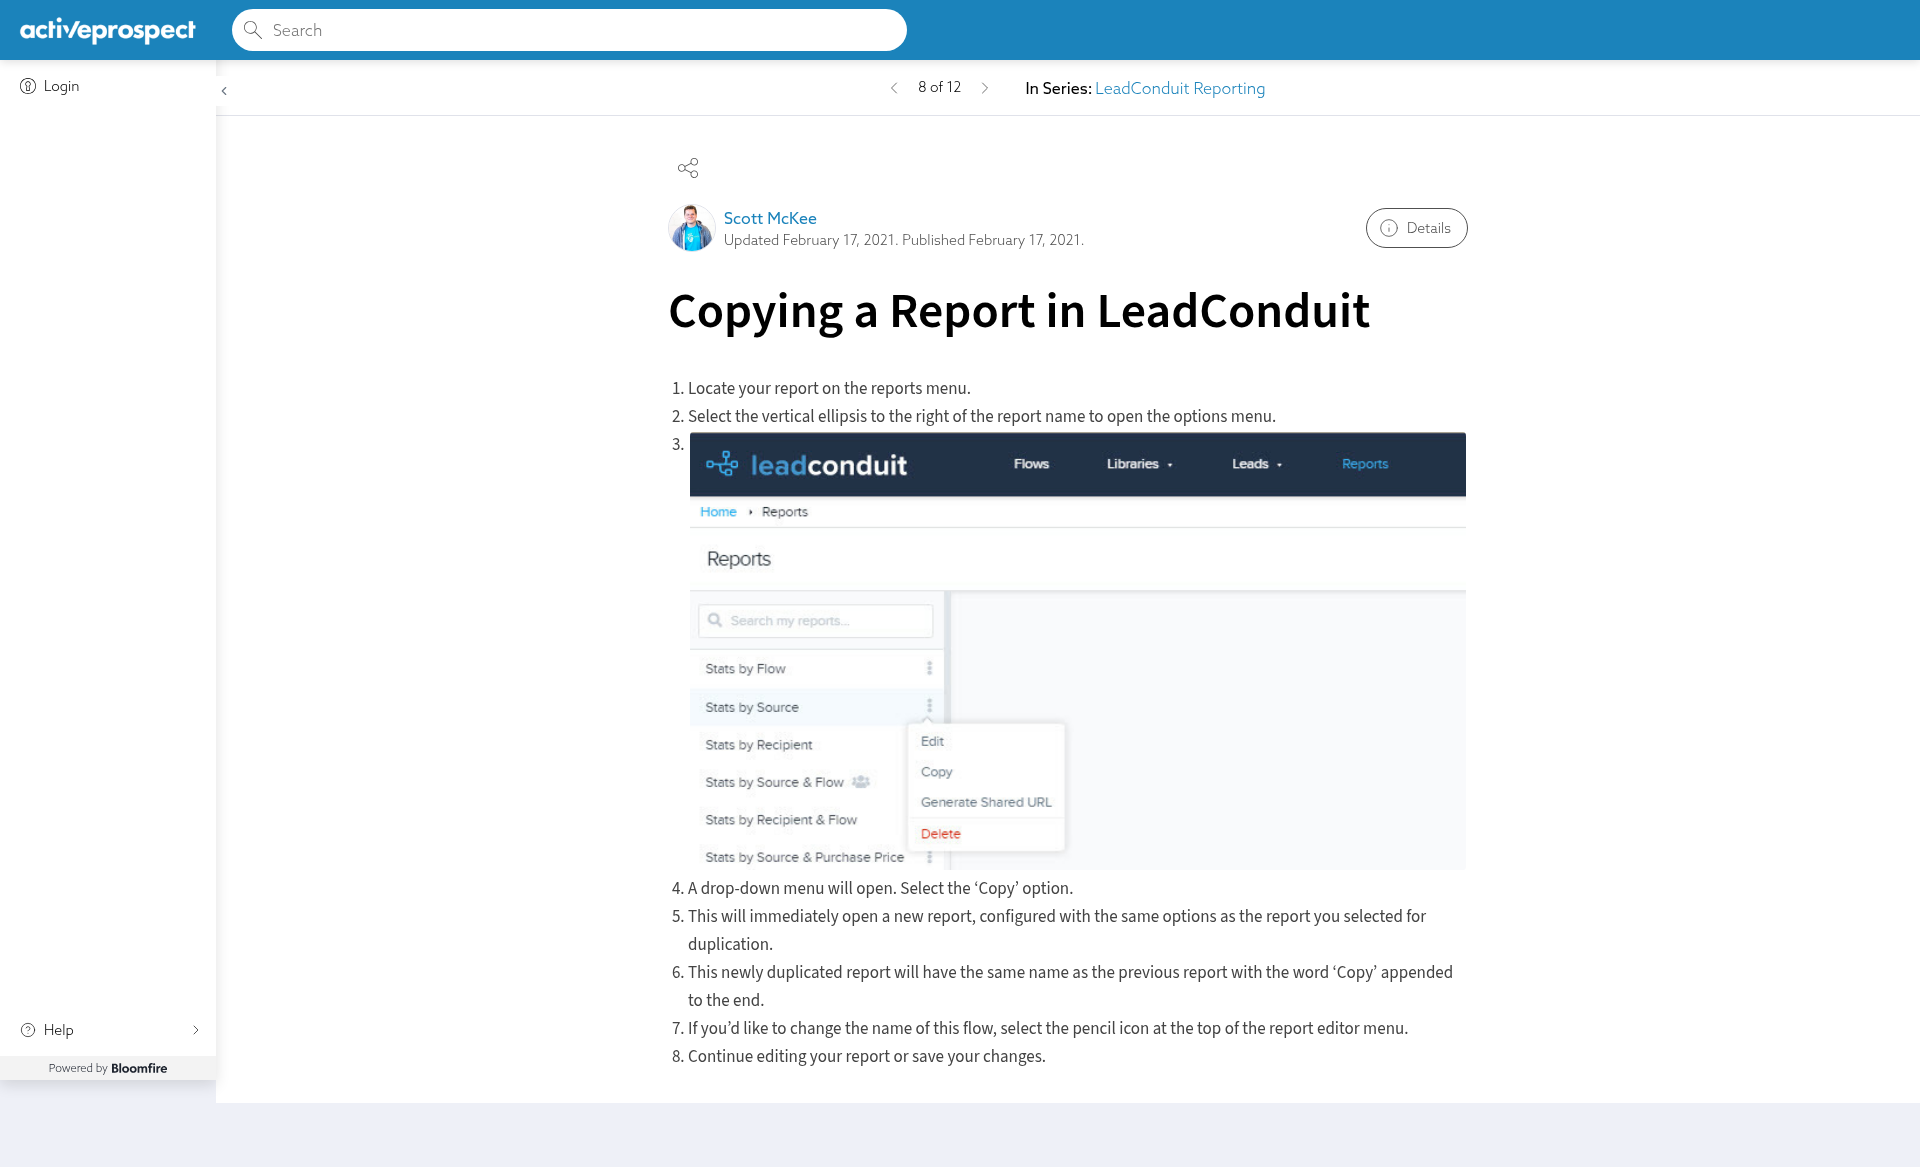 activeprospect
Search
Login
8 of 12
In Series: LeadConduit Reporting
Scott McKee
Updated February 17, 2021. Published February 17, 2021.
Details
Copying a Report in LeadConduit
1. Locate your report on the reports menu.
2. Select the vertical ellipsis to the right of the report name to open the options menu.
3.
leadconduit
Flows
Libraries
Leads
Reports
Home
Reports
Reports
Search my reports...
Stats by Flow
Stats by Source
Stats by Recipient
Stats by Source & Flow
Stats by Recipient & Flow
Stats by Source & Purchase Price
Edit
Copy
Generate Shared URL
Delete
4. A drop-down menu will open. Select the ‘Copy’ option.
5. This will immediately open a new report, configured with the same options as the report you selected for
duplication.
6. This newly duplicated report will have the same name as the previous report with the word ‘Copy’ appended
to the end.
7. If you’d like to change the name of this flow, select the pencil icon at the top of the report editor menu.
8. Continue editing your report or save your changes.
Help
Powered by Bloomfire